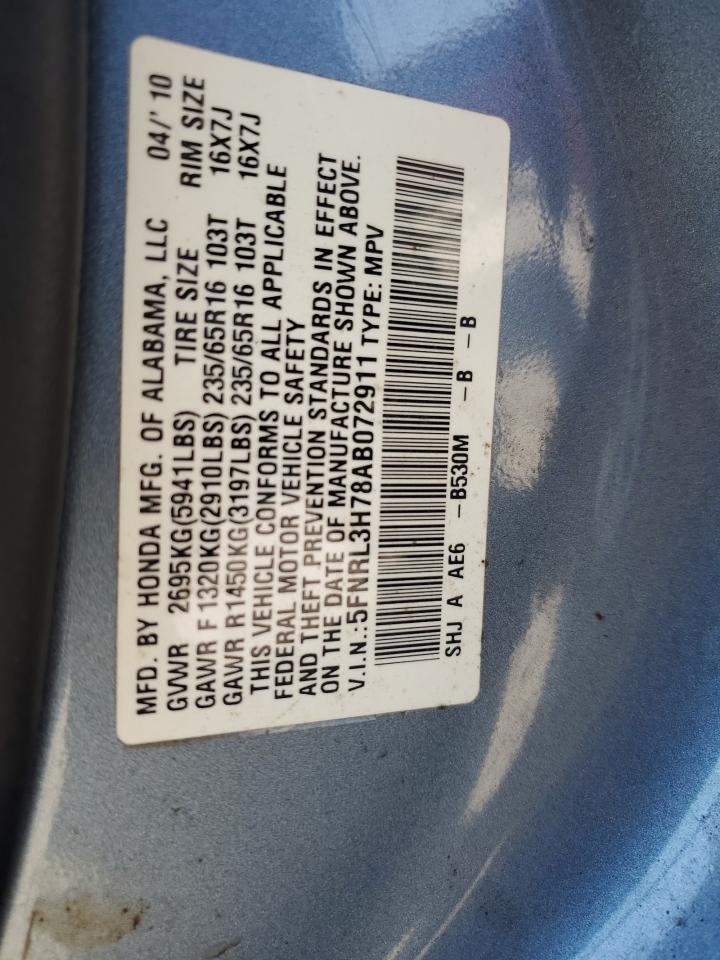 MFD. BY HONDA MFG. OF ALABAMA, LLC 04/' 10
GVWR 2695KG(5941LBS) TIRE SIZE RIM SIZE
GAWR F 1320KG(2910LBS) 235/65R16 103T 16X7J
GAWR R 1450KG(3197LBS) 235/65R16 103T 16X7J
THIS VEHICLE CONFORMS TO ALL APPLICABLE
FEDERAL MOTOR VEHICLE SAFETY
AND THEFT PREVENTION STANDARDS IN EFFECT
ON THE DATE OF MANUFACTURE SHOWN ABOVE.
V.I.N.:5FNRL3H78AB072911 TYPE: MPV
SHJ A AE6 -B530M -B -B